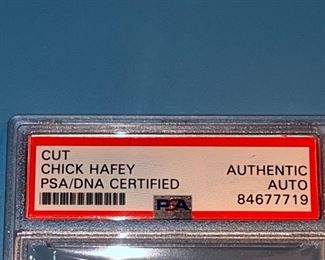 CUT
CHICK HAFEY
PSA/DNA CERTIFIED
AUTHENTIC
AUTO
84677719
PSA